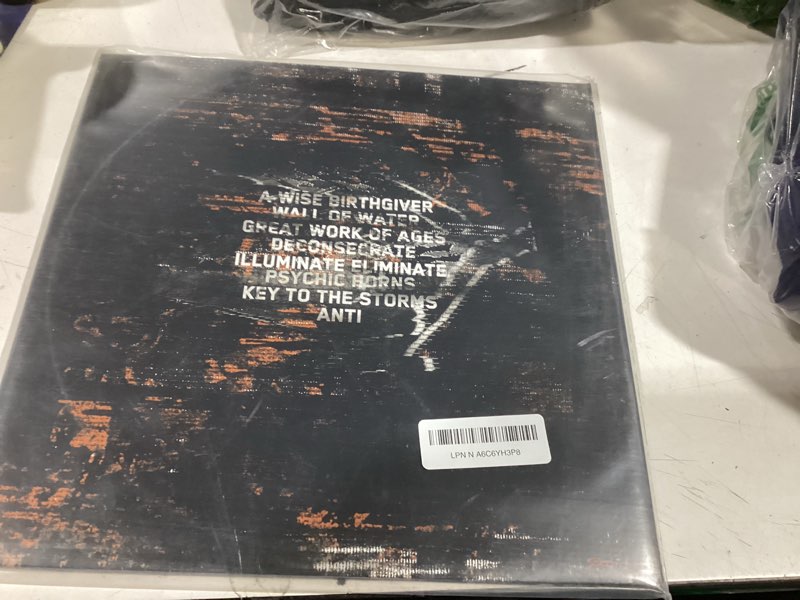 A WISE BIRTHGIVER
WALL OF WATER
GREAT WORK OF AGES
DECONSECRATE
ILLUMINATE ELIMINATE
PSYCHIC HORNS
KEY TO THE STORMS
ANTI
LPN N A6C6YH3P8